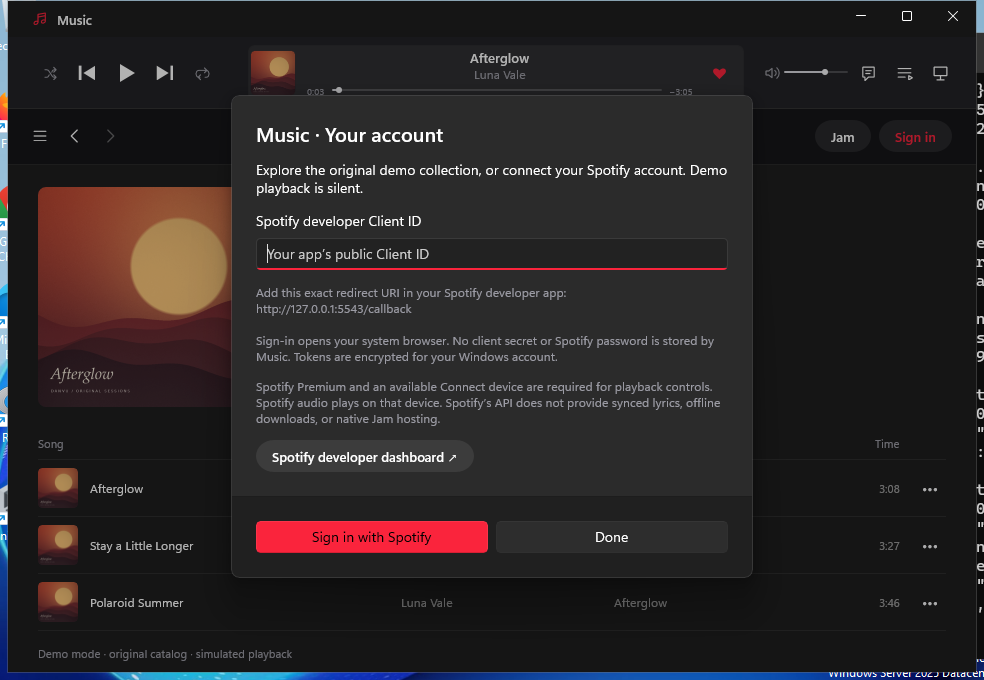 Music
Afterglow
Luna Vale
0:03
−3:05
Jam
Sign in
Music · Your account
Explore the original demo collection, or connect your Spotify account. Demo
playback is silent.
Spotify developer Client ID
Your app's public Client ID
Add this exact redirect URI in your Spotify developer app:
http://127.0.0.1:5543/callback
Sign-in opens your system browser. No client secret or Spotify password is stored by
Music. Tokens are encrypted for your Windows account.
Spotify Premium and an available Connect device are required for playback controls.
Spotify audio plays on that device. Spotify's API does not provide synced lyrics, offline
downloads, or native Jam hosting.
Spotify developer dashboard ↗
Sign in with Spotify
Done
Afterglow
Song
Time
Afterglow
3:08
Stay a Little Longer
3:27
Polaroid Summer
Luna Vale
Afterglow
3:46
Demo mode · original catalog · simulated playback
Windows Server 2025 Datacen